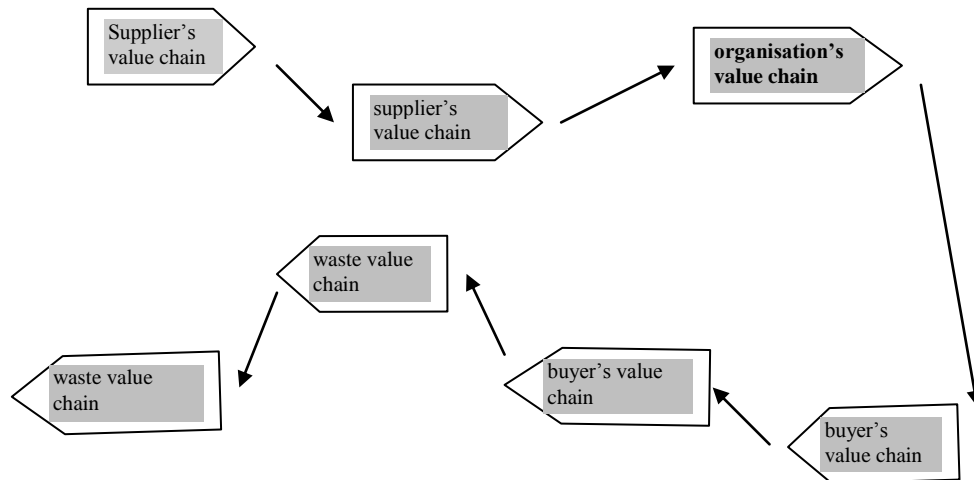 Supplier’s
value chain
supplier’s
value chain
organisation’s
value chain
waste value
chain
buyer’s value
chain
waste value
chain
buyer’s
value chain